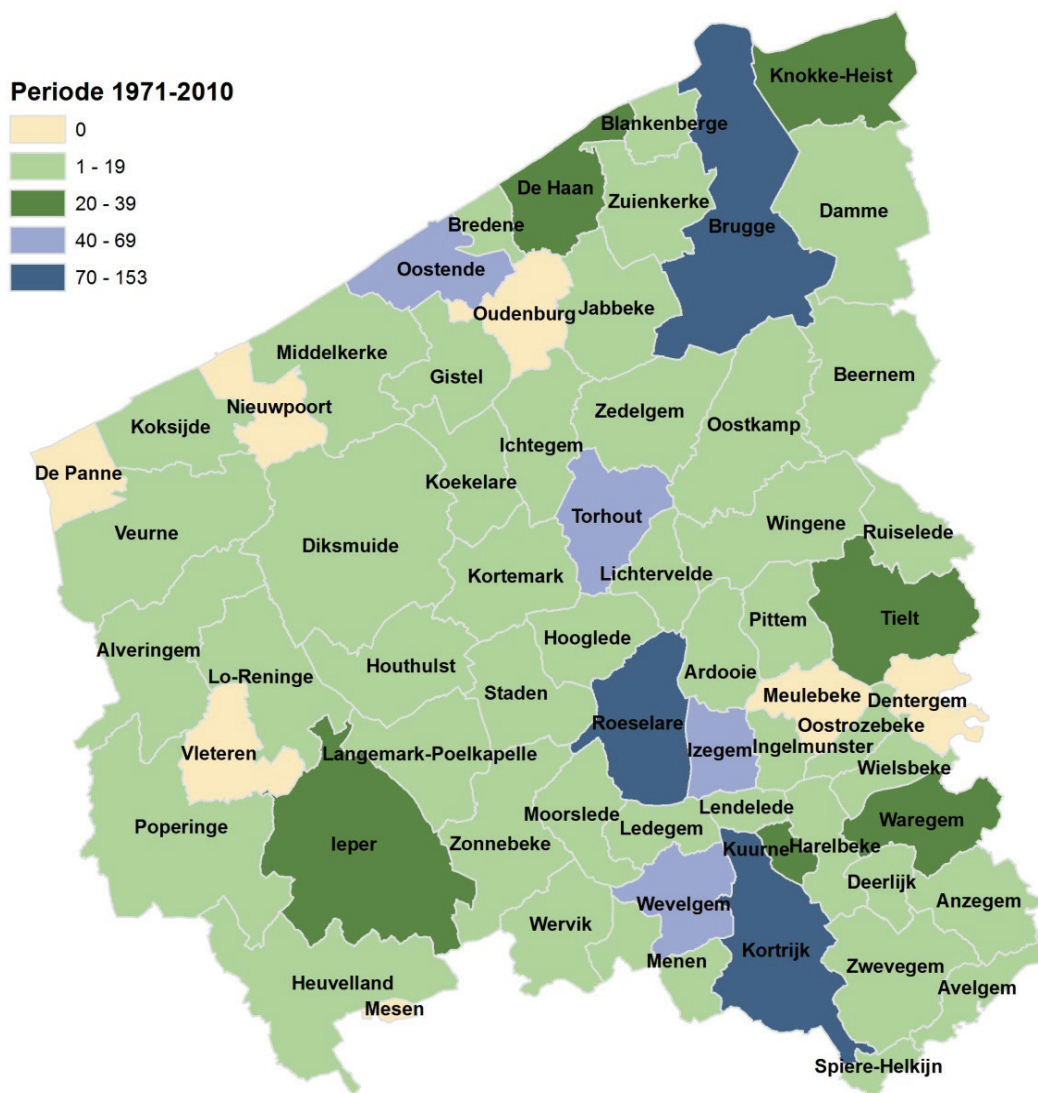 Periode 1971-2010
0
1 - 19
20 - 39
40 - 69
70 - 153
Knokke-Heist
Blankenberge
De Haan
Zuienkerke
Damme
Bredene
Brugge
Oostende
Oudenburg
Jabbeke
Middelkerke
Gistel
Beernem
Nieuwpoort
Zedelgem
Oostkamp
Koksijde
Ichtegem
De Panne
Koekelare
Torhout
Wingene
Veurne
Diksmuide
Ruiselede
Kortemark
Lichtervelde
Pittem
Tielt
Hooglede
Alveringem
Houthulst
Ardooie
Lo-Reninge
Staden
Meulebeke
Dentergem
Roeselare
Oostrozebeke
Vleteren
Langemark-Poelkapelle
Izegem
Ingelmunster
Wielsbeke
Moorslede
Lendelede
Waregem
Poperinge
Ieper
Zonnebeke
Ledegem
Kuurne
Harelbeke
Deerlijk
Wevelgem
Anzegem
Wervik
Kortrijk
Menen
Zwevegem
Heuvelland
Avelgem
Mesen
Spiere-Helkijn